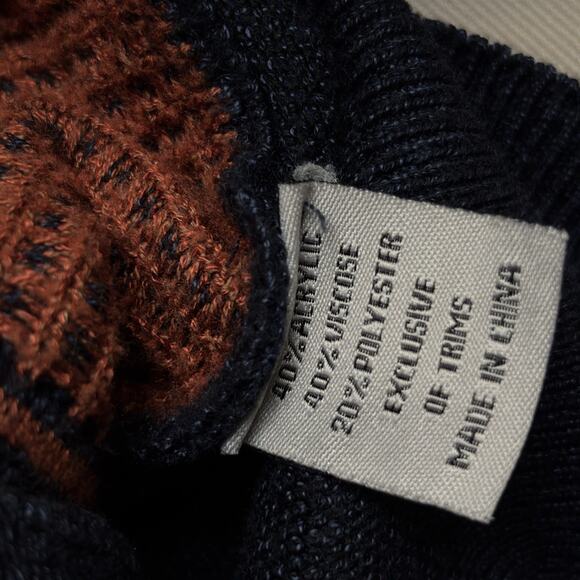 40% ACRYLIC
40% VISCOSE
20% POLYESTER
EXCLUSIVE
OF TRIMS
MADE IN CHINA